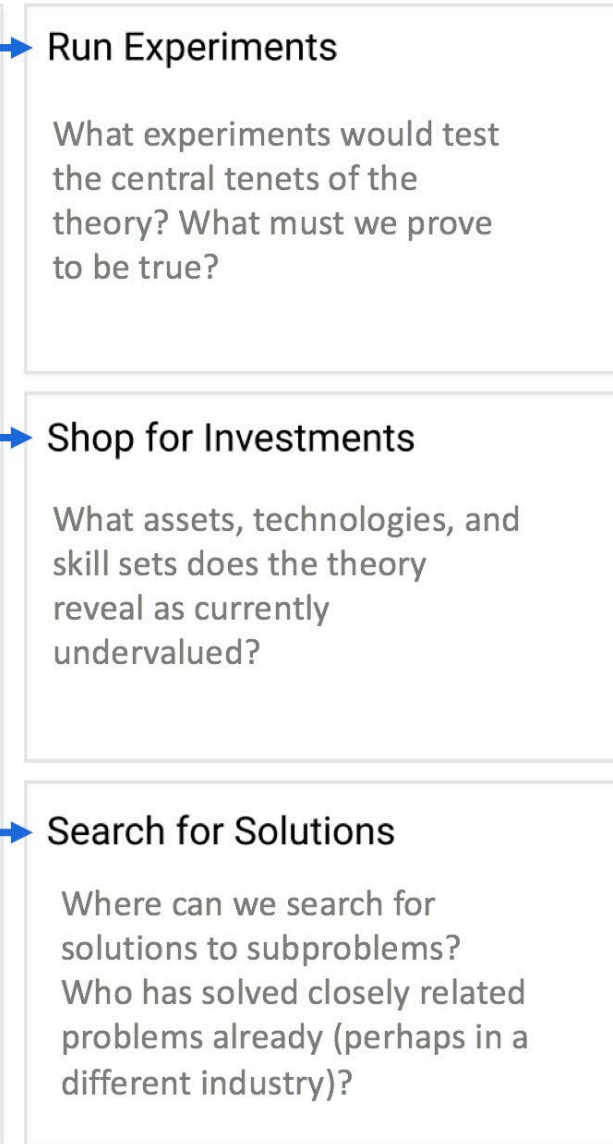 Run Experiments
What experiments would test
the central tenets of the
theory? What must we prove
to be true?
Shop for Investments
What assets, technologies, and
skill sets does the theory
reveal as currently
undervalued?
Search for Solutions
Where can we search for
solutions to subproblems?
Who has solved closely related
problems already (perhaps in a
different industry)?